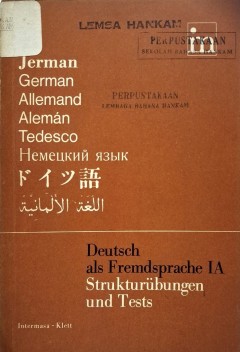 LEMSA HANKAM
in
PERPUSTAKAAN
Jerman
German
Allemand
Alemán
Tedesco
Немецкий язык
ドイツ語
اللغة الألمانية
PERPUSTAKAAN
LEMBAGA BAHASA HANKAM
Deutsch
als Fremdsprache IA
Strukturübungen
und Tests
Intermasa - Klett